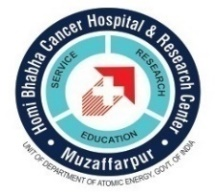 Homi Bhabha Cancer Hospital & Research Center
SERVICE
RESEARCH
EDUCATION
• Muzaffarpur •
UNIT OF DEPARTMENT OF ATOMIC ENERGY, GOVT. OF INDIA